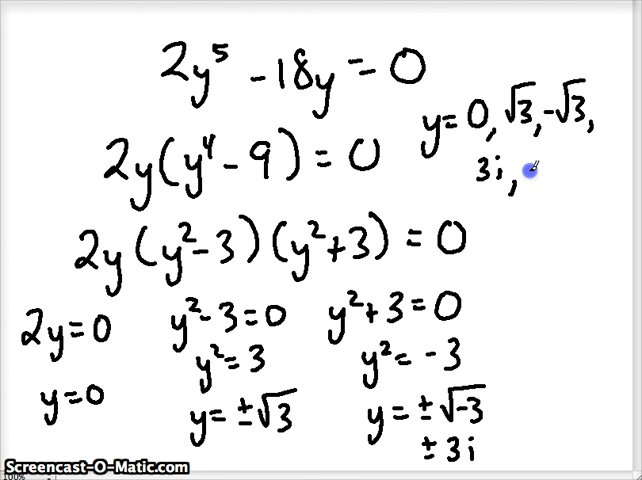 2y⁵ - 18y = 0
y = 0, √3, -√3,
3i,
2y(y⁴ - 9) = 0
2y(y² - 3)(y² + 3) = 0
2y = 0
y = 0
y² - 3 = 0
y² = 3
y = ±√3
y² + 3 = 0
y² = -3
y = ±√-3
±3i
Screencast-O-Matic.com
100%